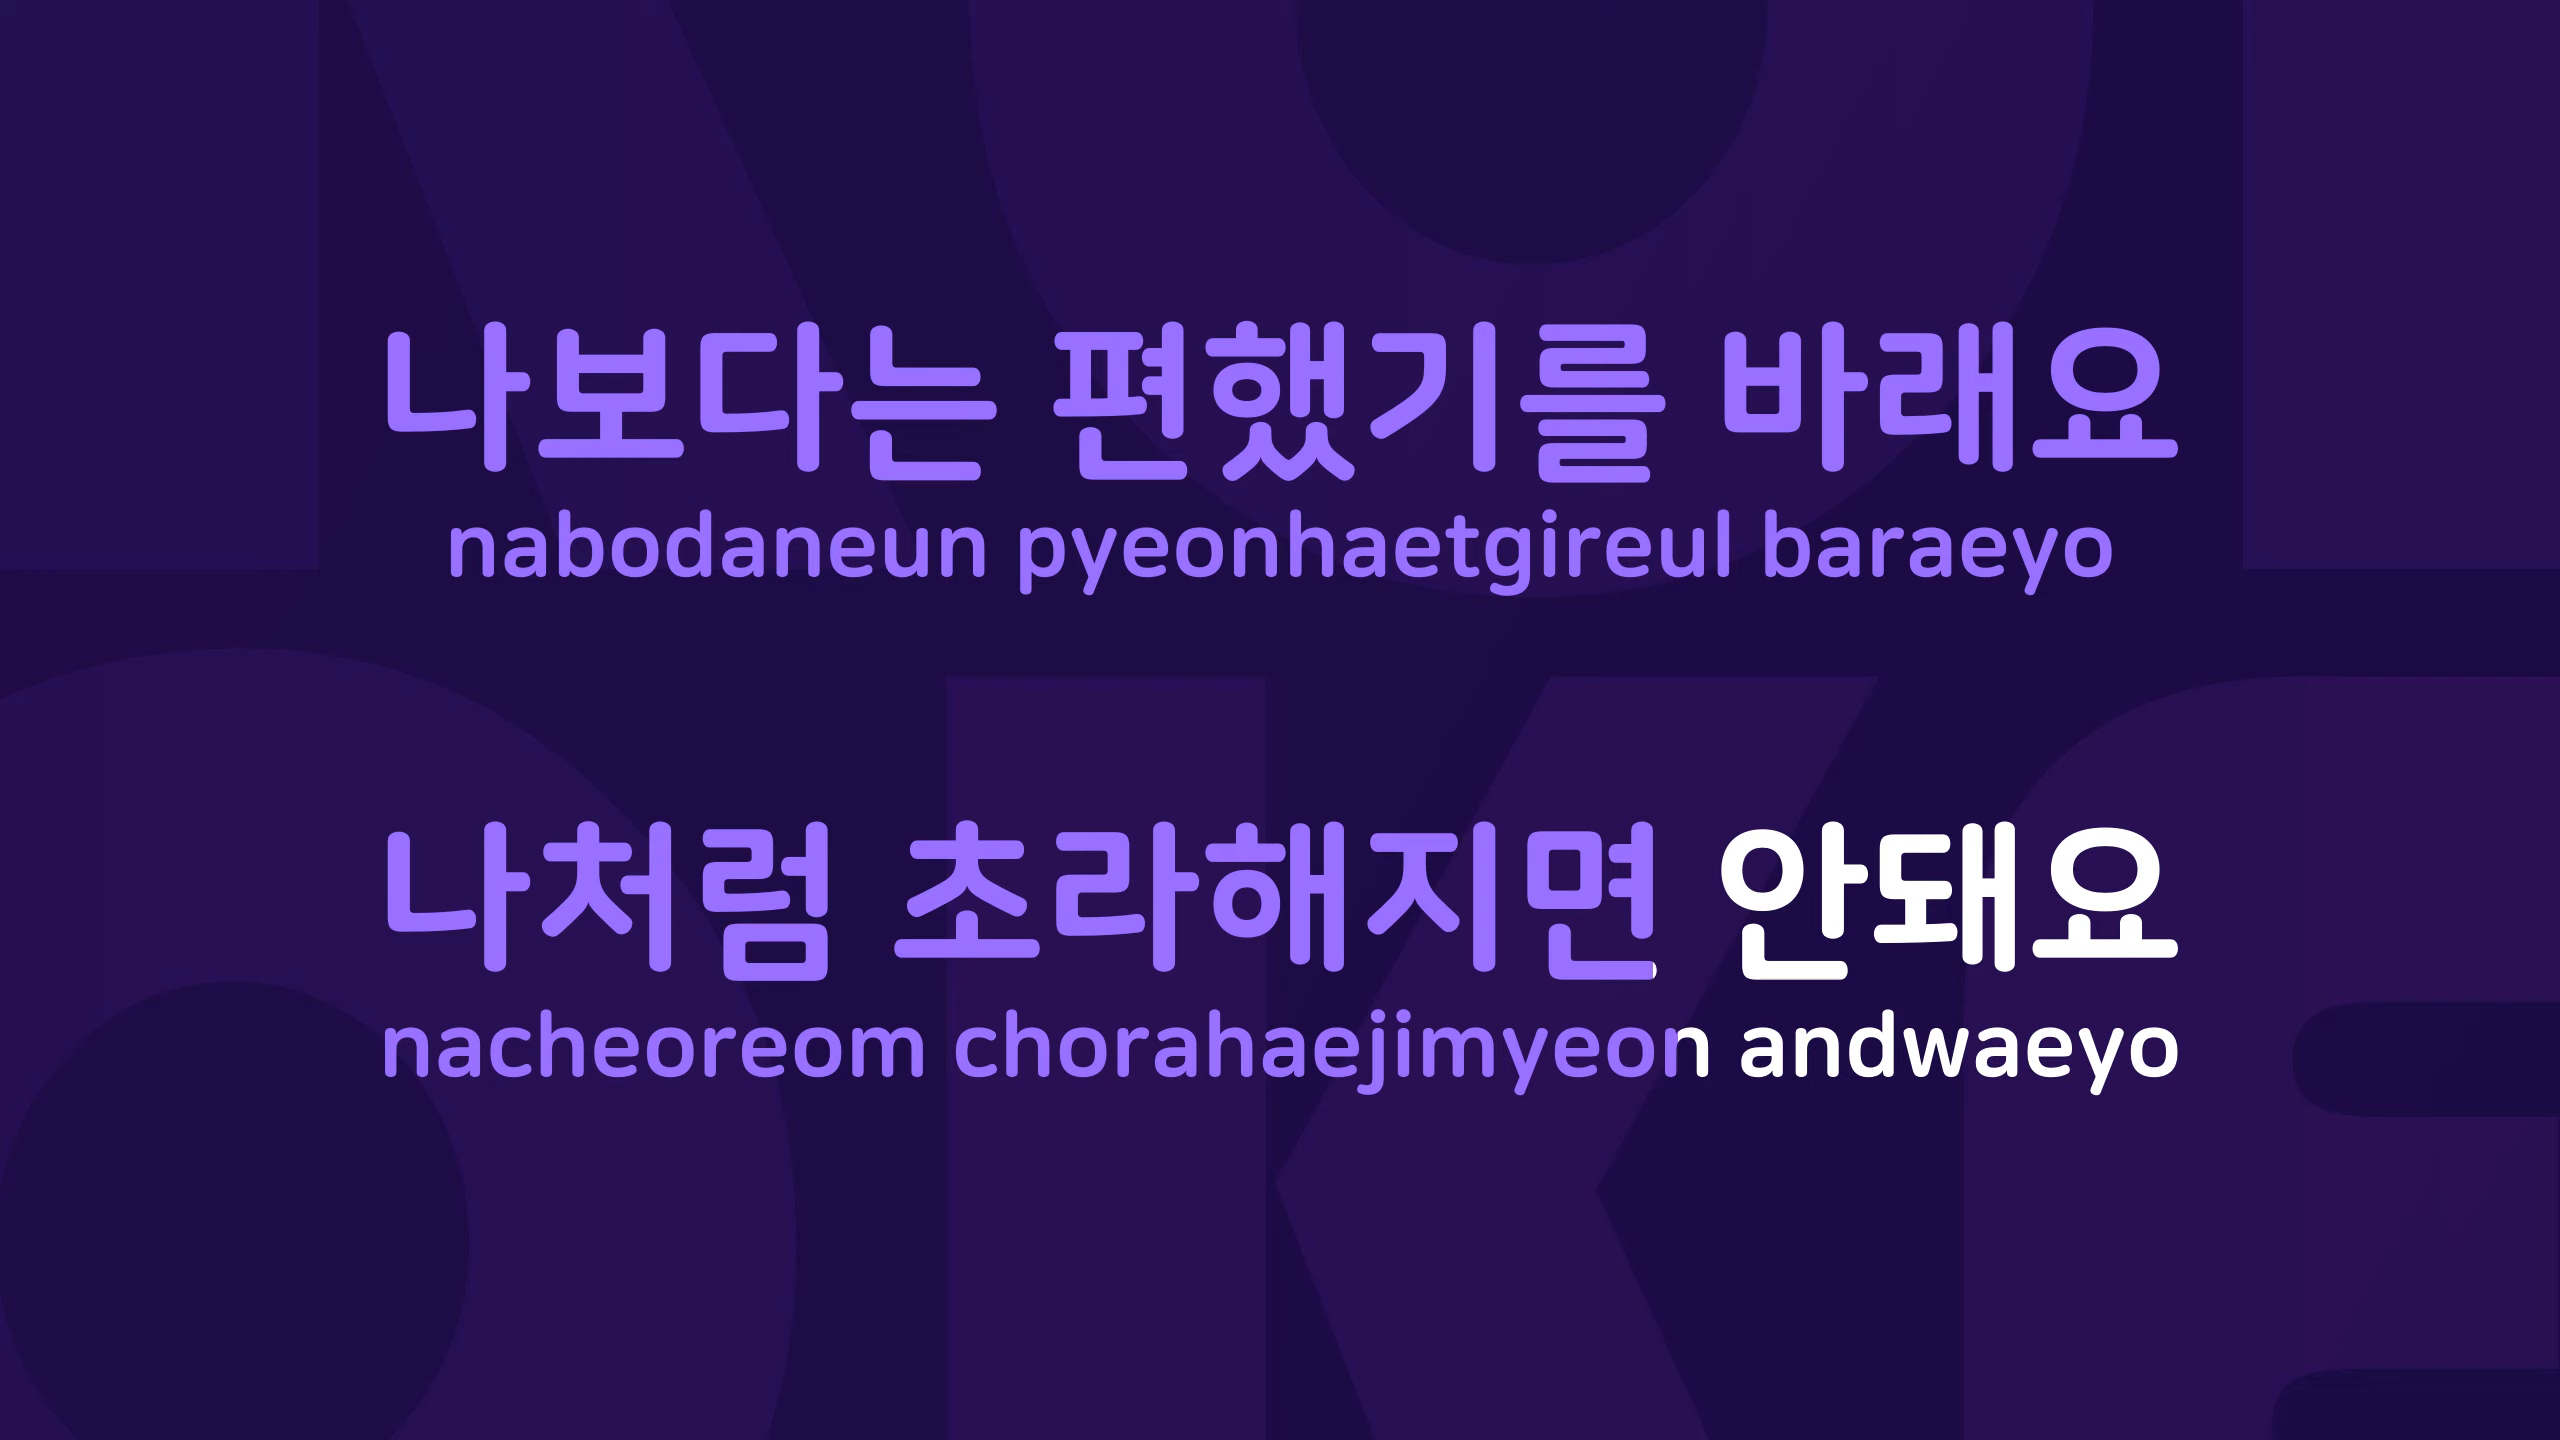 나보다는 편했기를 바래요
nabodaneun pyeonhaetgireul baraeyo
나처럼 초라해지면 안돼요
nacheoreom chorahaejimyeon andwaeyo